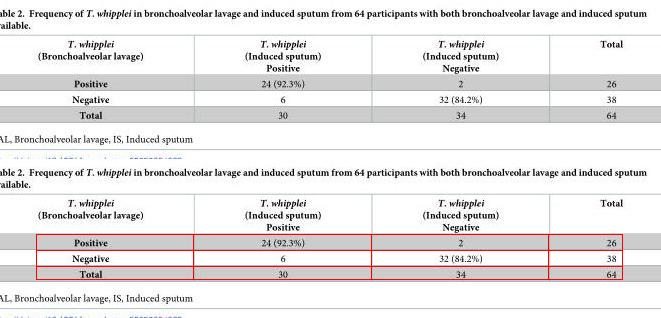 able 2. Frequency of T. whipplei in bronchoalveolar lavage and induced sputum from 64 participants with both bronchoalveolar lavage and induced sputum
vailable.
T. whipplei T. whipplei T. whipplei Total
(Bronchoalveolar lavage) (Induced sputum) (Induced sputum)
Positive Negative
Positive 24 (92.3%) 2 26
Negative 6 32 (84.2%) 38
Total 30 34 64
AL, Bronchoalveolar lavage, IS, Induced sputum
able 2. Frequency of T. whipplei in bronchoalveolar lavage and induced sputum from 64 participants with both bronchoalveolar lavage and induced sputum
vailable.
T. whipplei T. whipplei T. whipplei Total
(Bronchoalveolar lavage) (Induced sputum) (Induced sputum)
Positive Negative
Positive 24 (92.3%) 2 26
Negative 6 32 (84.2%) 38
Total 30 34 64
AL, Bronchoalveolar lavage, IS, Induced sputum